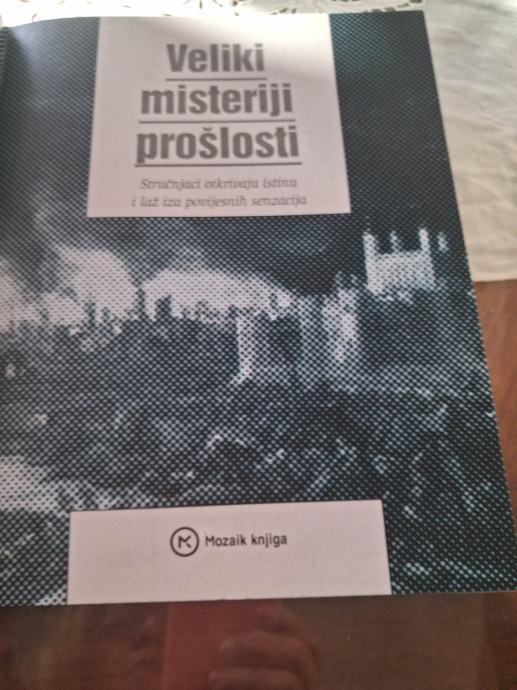 Veliki
misteriji
prošlosti
Stručnjaci otkrivaju istinu
i laž iza povijesnih senzacija
Mozaik knjiga